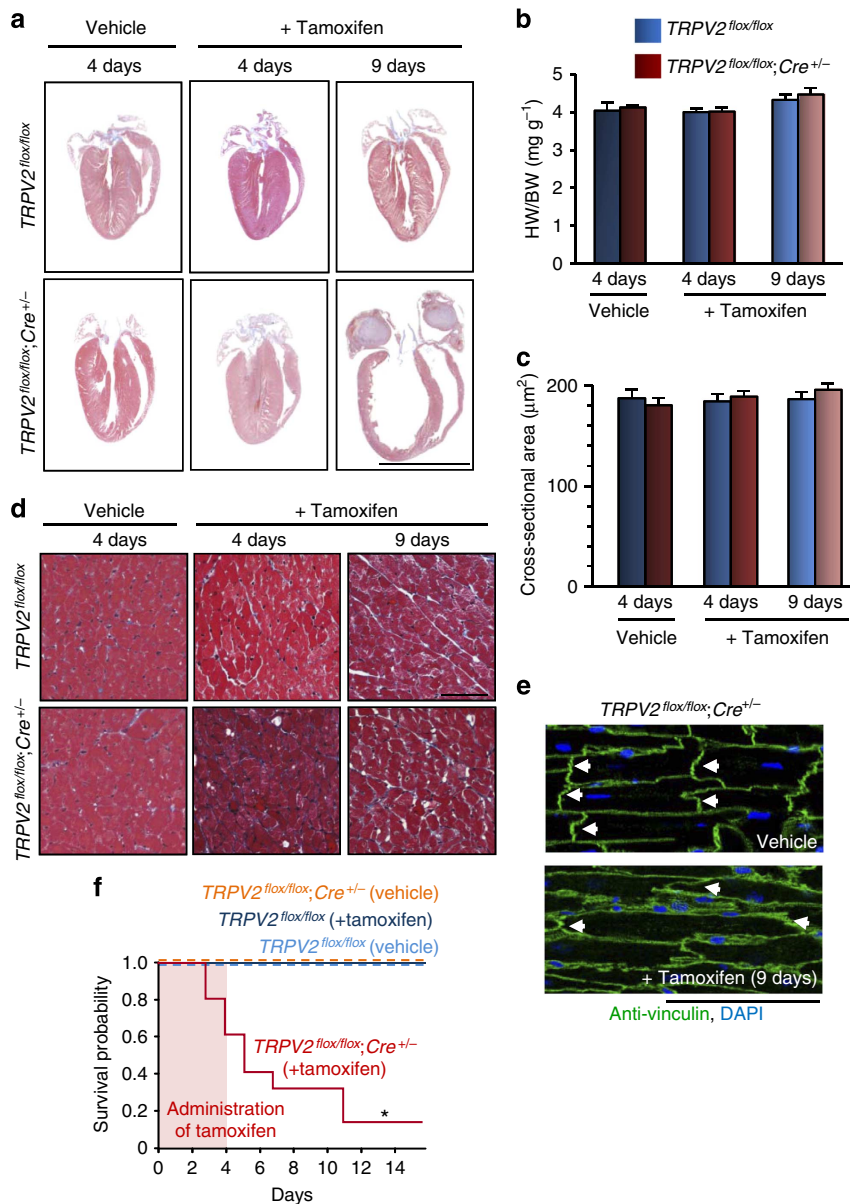 a
Vehicle
+ Tamoxifen
4 days
4 days
9 days
TRPV2flox/flox
TRPV2flox/flox;Cre+/−
b
TRPV2flox/flox
TRPV2flox/flox;Cre+/−
HW/BW (mg g−1)
5
4
3
2
1
0
4 days
4 days
9 days
Vehicle
+ Tamoxifen
c
Cross-sectional area (μm2)
200
100
0
4 days
4 days
9 days
Vehicle
+ Tamoxifen
d
Vehicle
+ Tamoxifen
4 days
4 days
9 days
TRPV2flox/flox
TRPV2flox/flox;Cre+/−
e
TRPV2flox/flox;Cre+/−
Vehicle
+ Tamoxifen (9 days)
Anti-vinculin, DAPI
f
TRPV2flox/flox;Cre+/− (vehicle)
TRPV2flox/flox (+tamoxifen)
TRPV2flox/flox (vehicle)
Survival probability
1.0
0.8
0.6
0.4
0.2
0
TRPV2flox/flox;Cre+/−
(+tamoxifen)
*
Administration
of tamoxifen
0 2 4 6 8 10 12 14
Days